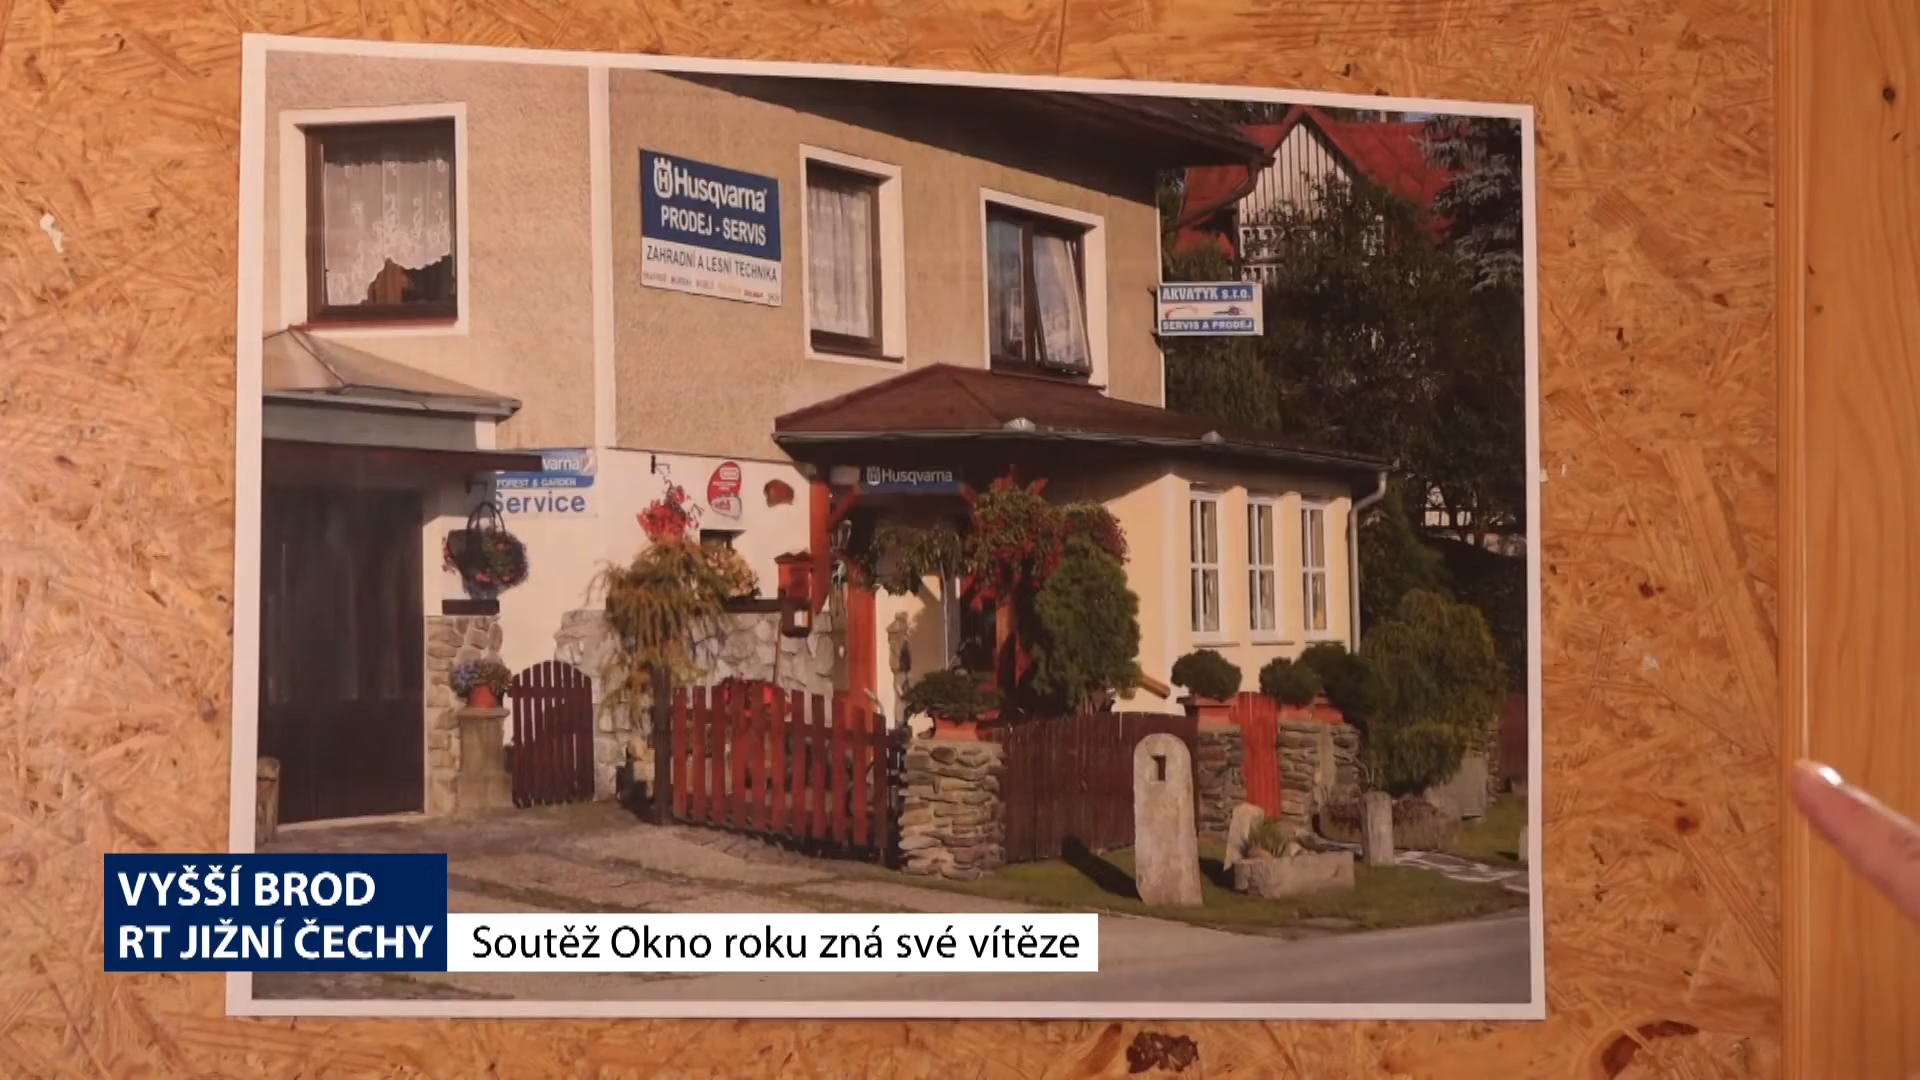 Husqvarna
PRODEJ - SERVIS
ZAHRADNÍ A LESNÍ TECHNIKA
AKVATYK s.r.o.
SERVIS A PRODEJ
varna
FOREST & GARDEN
Service
Husqvarna
VYŠŠÍ BROD
RT JIŽNÍ ČECHY
Soutěž Okno roku zná své vítěze